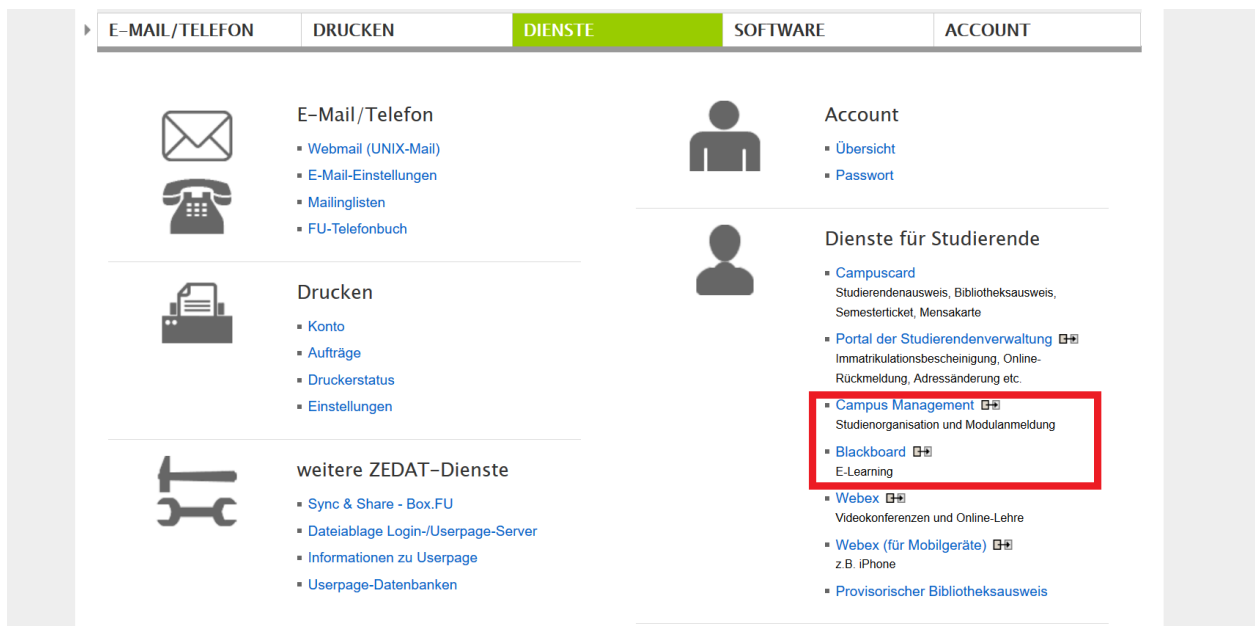 E-MAIL/TELEFON
DRUCKEN
DIENSTE
SOFTWARE
ACCOUNT
E-Mail/Telefon
Webmail (UNIX-Mail)
E-Mail-Einstellungen
Mailinglisten
FU-Telefonbuch
Drucken
Konto
Aufträge
Druckerstatus
Einstellungen
weitere ZEDAT-Dienste
Sync & Share - Box.FU
Dateiablage Login-/Userpage-Server
Informationen zu Userpage
Userpage-Datenbanken
Account
Übersicht
Passwort
Dienste für Studierende
Campuscard
Studierendenausweis, Bibliotheksausweis,
Semesterticket, Mensakarte
Portal der Studierendenverwaltung
Immatrikulationsbescheinigung, Online-
Rückmeldung, Adressänderung etc.
Campus Management
Studienorganisation und Modulanmeldung
Blackboard
E-Learning
Webex
Videokonferenzen und Online-Lehre
Webex (für Mobilgeräte)
z.B. iPhone
Provisorischer Bibliotheksausweis